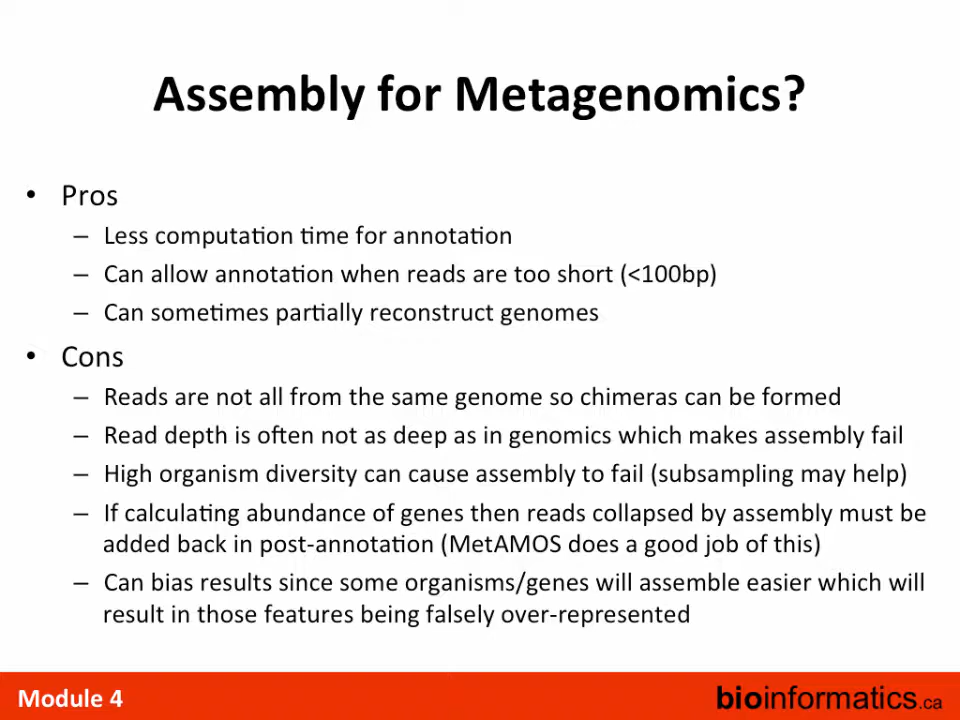 Assembly for Metagenomics?
• Pros
– Less computation time for annotation
– Can allow annotation when reads are too short (<100bp)
– Can sometimes partially reconstruct genomes
• Cons
– Reads are not all from the same genome so chimeras can be formed
– Read depth is often not as deep as in genomics which makes assembly fail
– High organism diversity can cause assembly to fail (subsampling may help)
– If calculating abundance of genes then reads collapsed by assembly must be
added back in post-annotation (MetAMOS does a good job of this)
– Can bias results since some organisms/genes will assemble easier which will
result in those features being falsely over-represented
Module 4
bioinformatics.ca